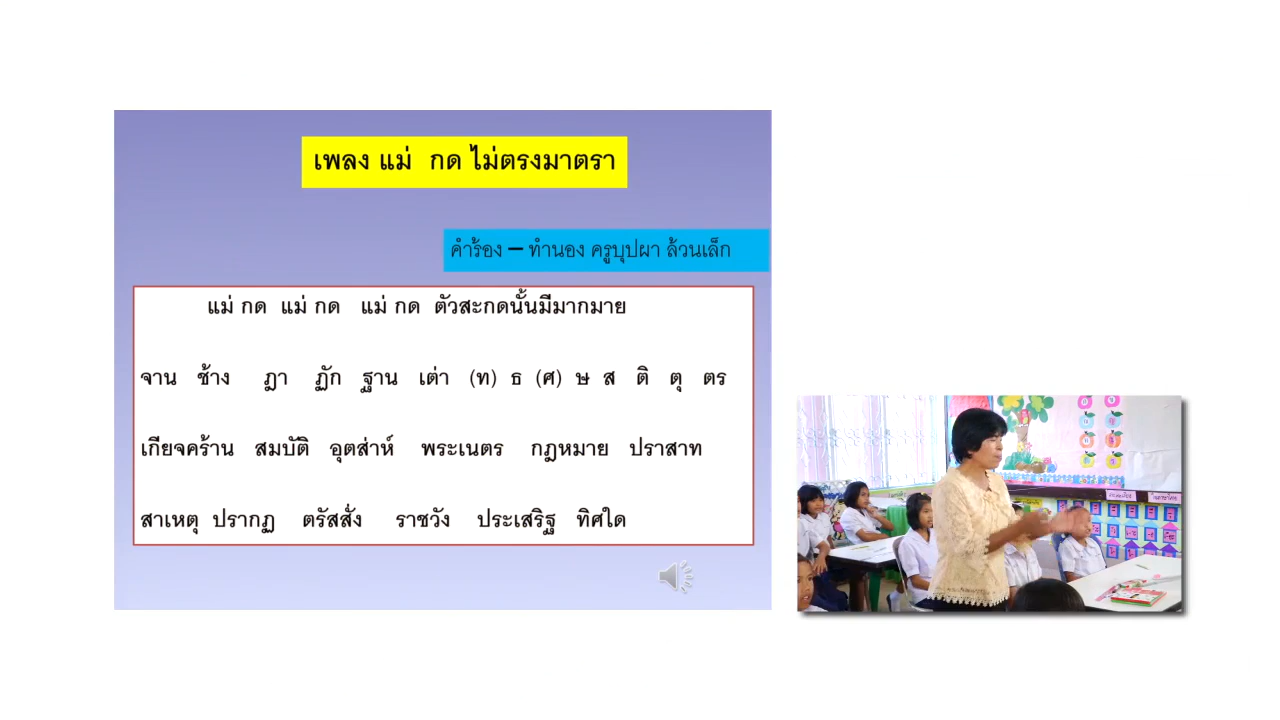 เพลง แม่ กด ไม่ตรงมาตรา
คำร้อง – ทำนอง ครูบุปผา ล้วนเล็ก
แม่ กด แม่ กด แม่ กด ตัวสะกดนั้นมีมากมาย
จาน ช้าง ฎา ฏัก ฐาน เต่า (ท) ธ (ศ) ษ ส ติ ตุ ตร
เกียจคร้าน สมบัติ อุตส่าห์ พระเนตร กฎหมาย ปราสาท
สาเหตุ ปรากฏ ตรัสสั่ง ราชวัง ประเสริฐ ทิศใด